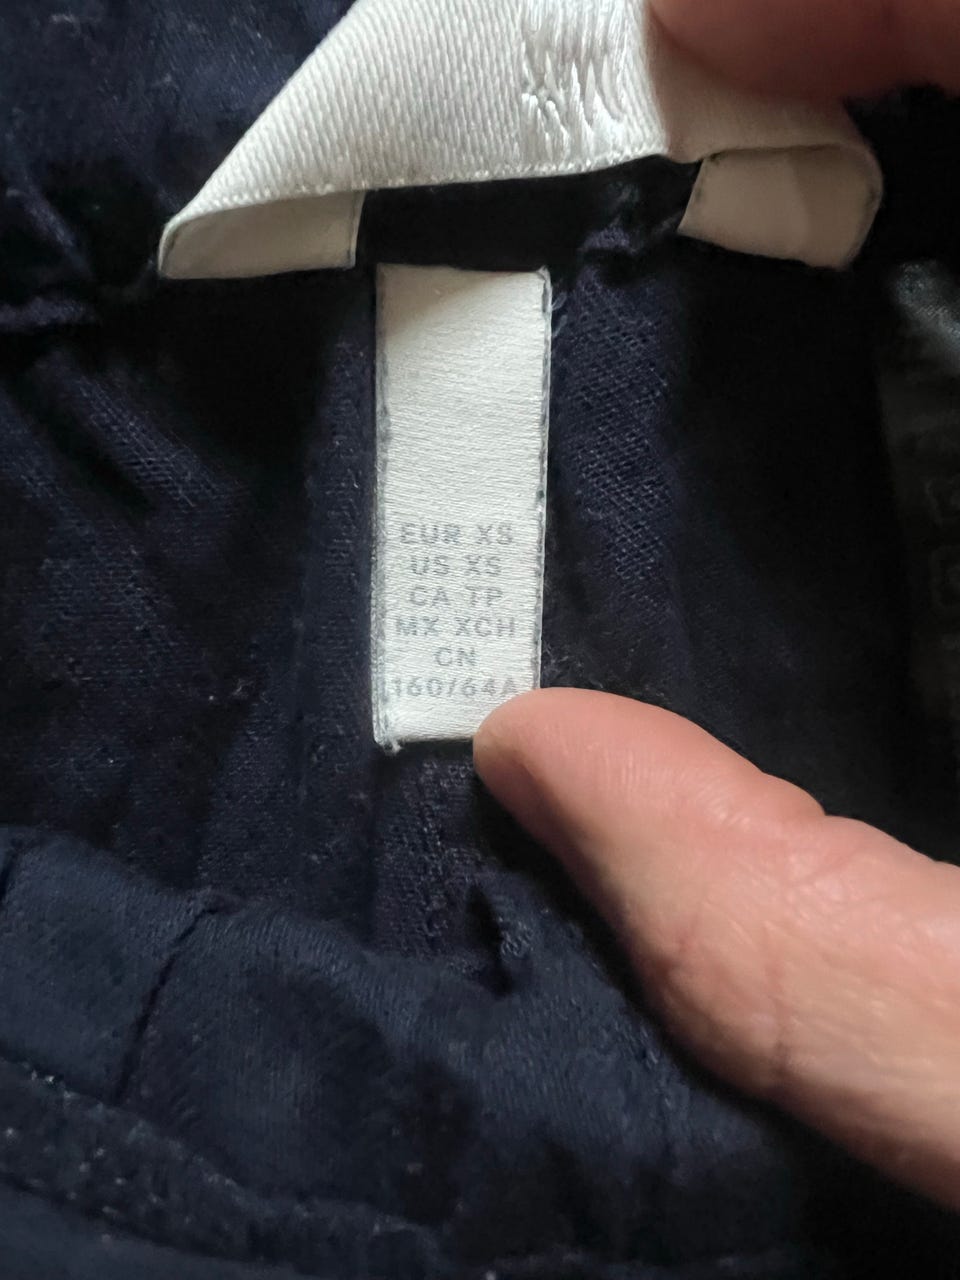 EUR XS
US XS
CA TP
MX XCH
CN
160/64A